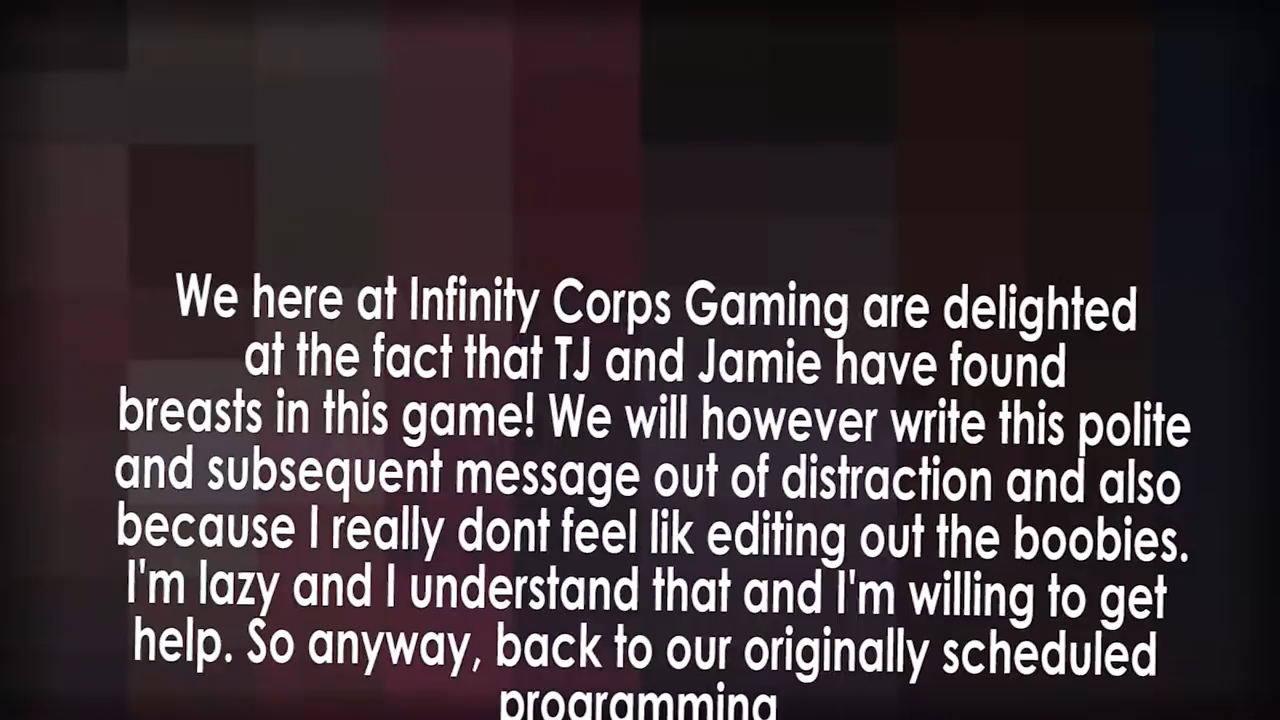 We here at Infinity Corps Gaming are delighted
at the fact that TJ and Jamie have found
breasts in this game! We will however write this polite
and subsequent message out of distraction and also
because I really dont feel lik editing out the boobies.
I'm lazy and I understand that and I'm willing to get
help. So anyway, back to our originally scheduled
programming